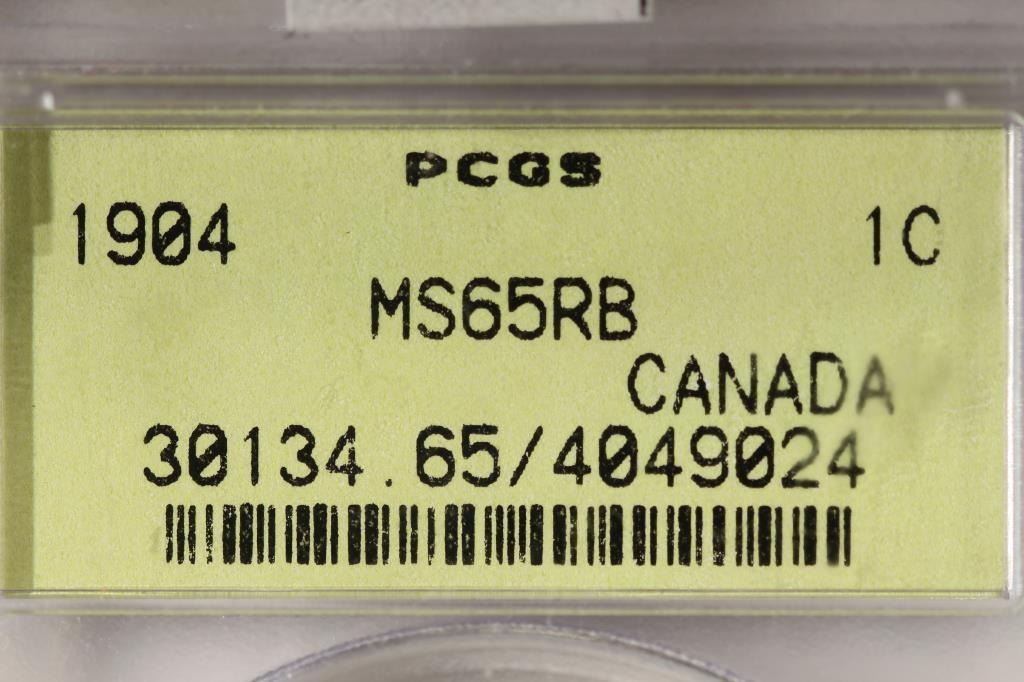 PCGS
1904 1C
MS65RB
CANADA
30134.65/4049024